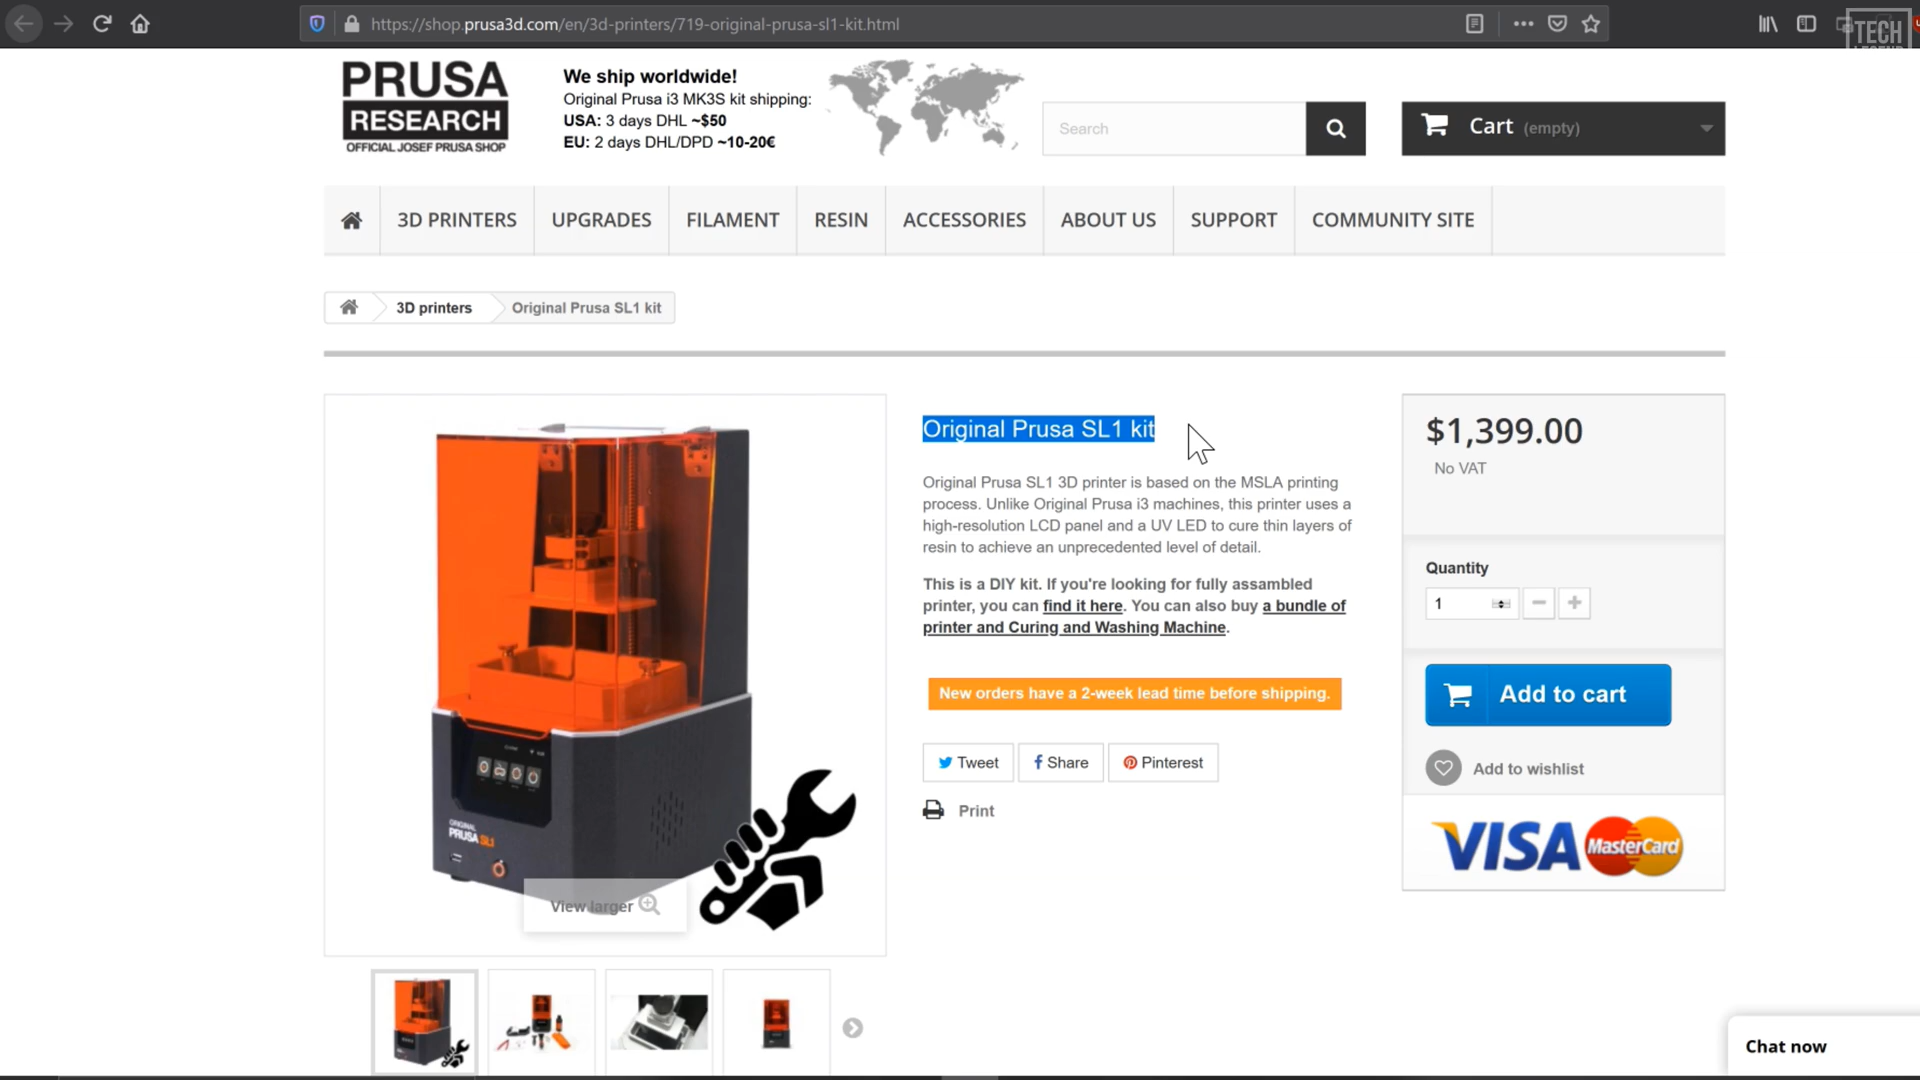 https://shop.prusa3d.com/en/3d-printers/719-original-prusa-sl1-kit.html
TECH
PRUSA
RESEARCH
OFFICIAL JOSEF PRUSA SHOP
We ship worldwide!
Original Prusa i3 MK3S kit shipping:
USA: 3 days DHL ~$50
EU: 2 days DHL/DPD ~10-20€
Search
Cart (empty)
3D PRINTERS
UPGRADES
FILAMENT
RESIN
ACCESSORIES
ABOUT US
SUPPORT
COMMUNITY SITE
3D printers
Original Prusa SL1 kit
Original Prusa SL1 kit
Original Prusa SL1 3D printer is based on the MSLA printing
process. Unlike Original Prusa i3 machines, this printer uses a
high-resolution LCD panel and a UV LED to cure thin layers of
resin to achieve an unprecedented level of detail.
This is a DIY kit. If you're looking for fully assambled
printer, you can find it here. You can also buy a bundle of
printer and Curing and Washing Machine.
New orders have a 2-week lead time before shipping.
Tweet
Share
Pinterest
Print
$1,399.00
No VAT
Quantity
1
Add to cart
Add to wishlist
VISA MasterCard
ORIGINAL
PRUSA SL1
View larger
Chat now